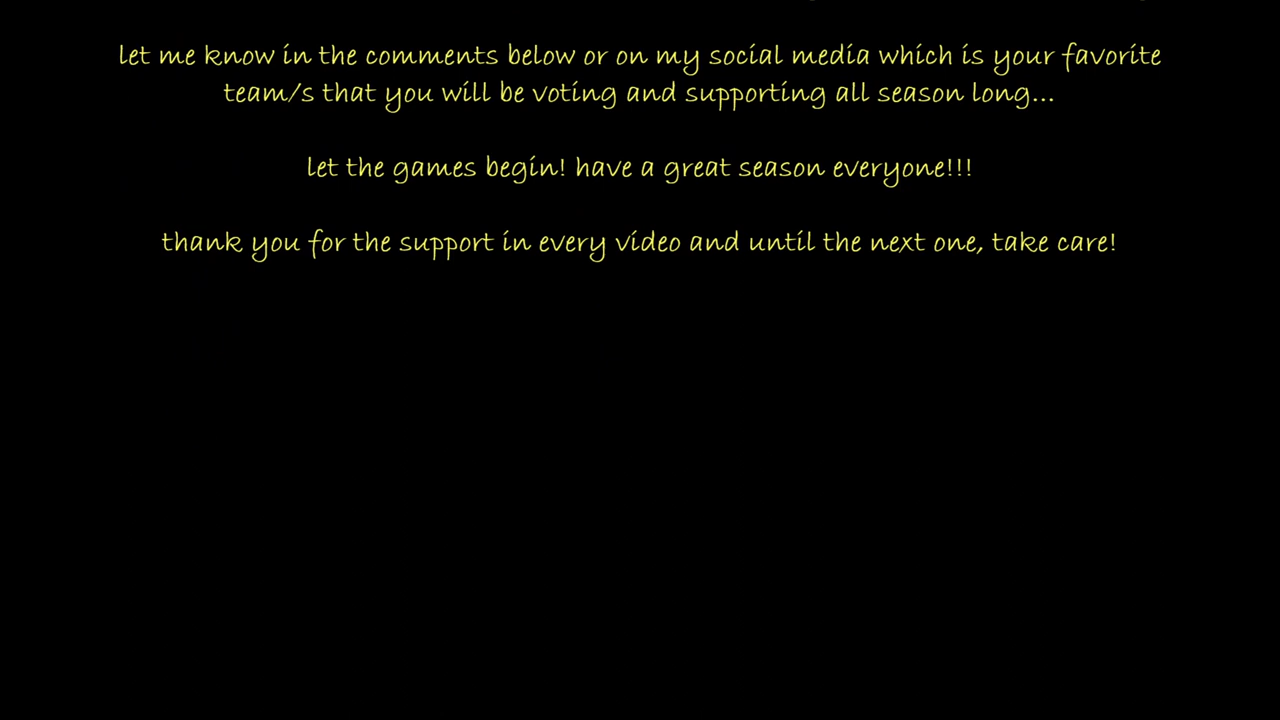 let me know in the comments below or on my social media which is your favorite
team/s that you will be voting and supporting all season long...
let the games begin! have a great season everyone!!!
thank you for the support in every video and until the next one, take care!